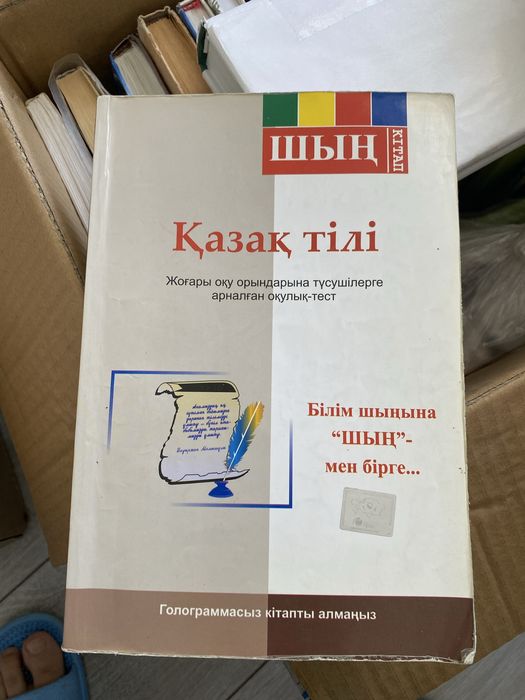 ШЫҢ
КІТАП
Қазақ тілі
Жоғары оқу орындарына түсушілерге
арналған оқулық-тест
Білім шыңына
“ШЫҢ”-
мен бірге...
Голограммасыз кітапты алмаңыз